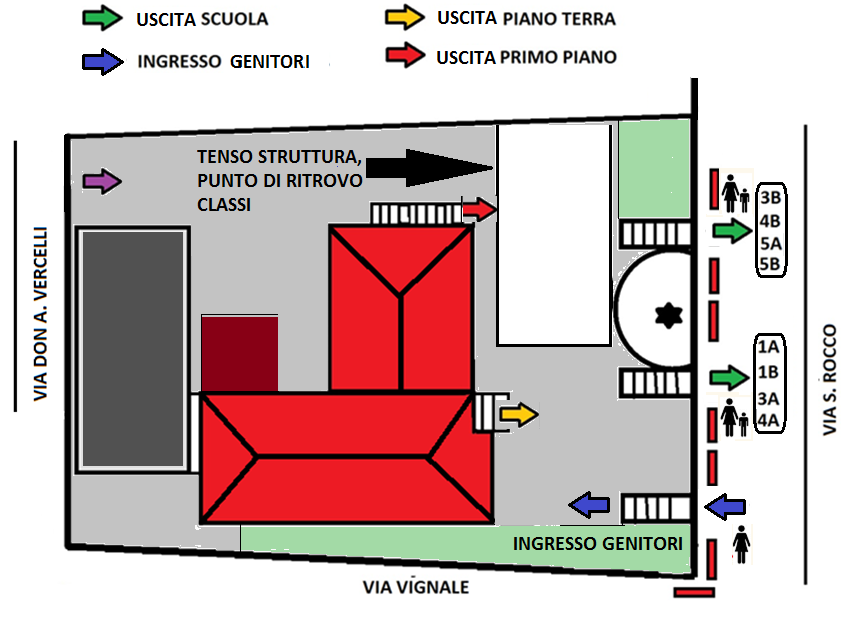 USCITA SCUOLA
USCITA PIANO TERRA
INGRESSO GENITORI
USCITA PRIMO PIANO
TENSO STRUTTURA,
PUNTO DI RITROVO
CLASSI
3B
4B
5A
5B
VIA DON A. VERCELLI
1A
1B
3A
4A
VIA S. ROCCO
INGRESSO GENITORI
VIA VIGNALE